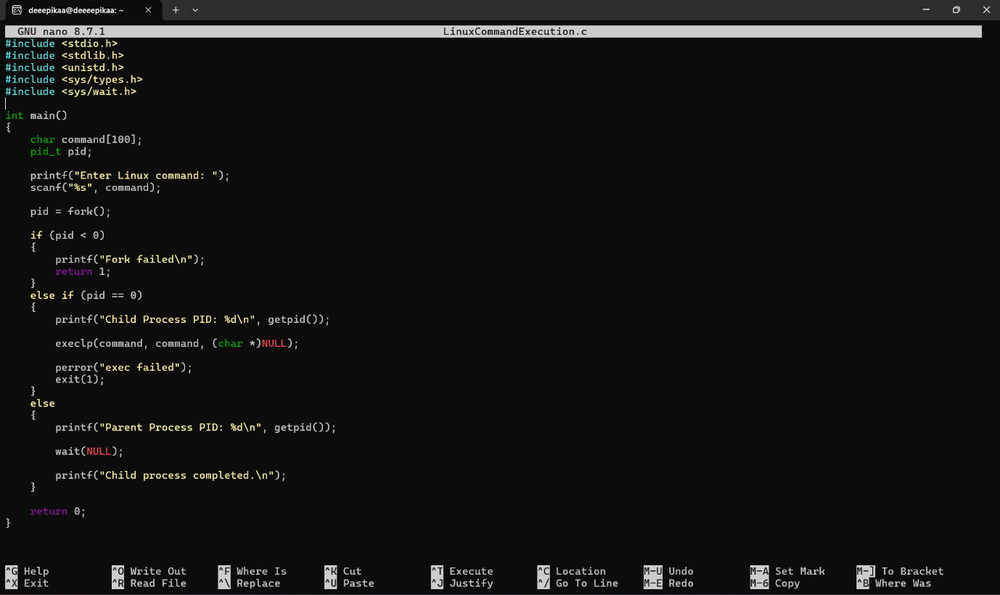 deeepikaa@deeeepikaa: ~
GNU nano 8.7.1 LinuxCommandExecution.c
#include <stdio.h>
#include <stdlib.h>
#include <unistd.h>
#include <sys/types.h>
#include <sys/wait.h>

int main()
{
    char command[100];
    pid_t pid;

    printf("Enter Linux command: ");
    scanf("%s", command);

    pid = fork();

    if (pid < 0)
    {
        printf("Fork failed\n");
        return 1;
    }
    else if (pid == 0)
    {
        printf("Child Process PID: %d\n", getpid());

        execlp(command, command, (char *)NULL);

        perror("exec failed");
        exit(1);
    }
    else
    {
        printf("Parent Process PID: %d\n", getpid());

        wait(NULL);

        printf("Child process completed.\n");
    }

    return 0;
}
^G Help ^O Write Out ^F Where Is ^K Cut ^T Execute ^C Location M-U Undo M-A Set Mark M-] To Bracket
^X Exit ^R Read File ^\ Replace ^U Paste ^J Justify ^/ Go To Line M-E Redo M-6 Copy ^B Where Was